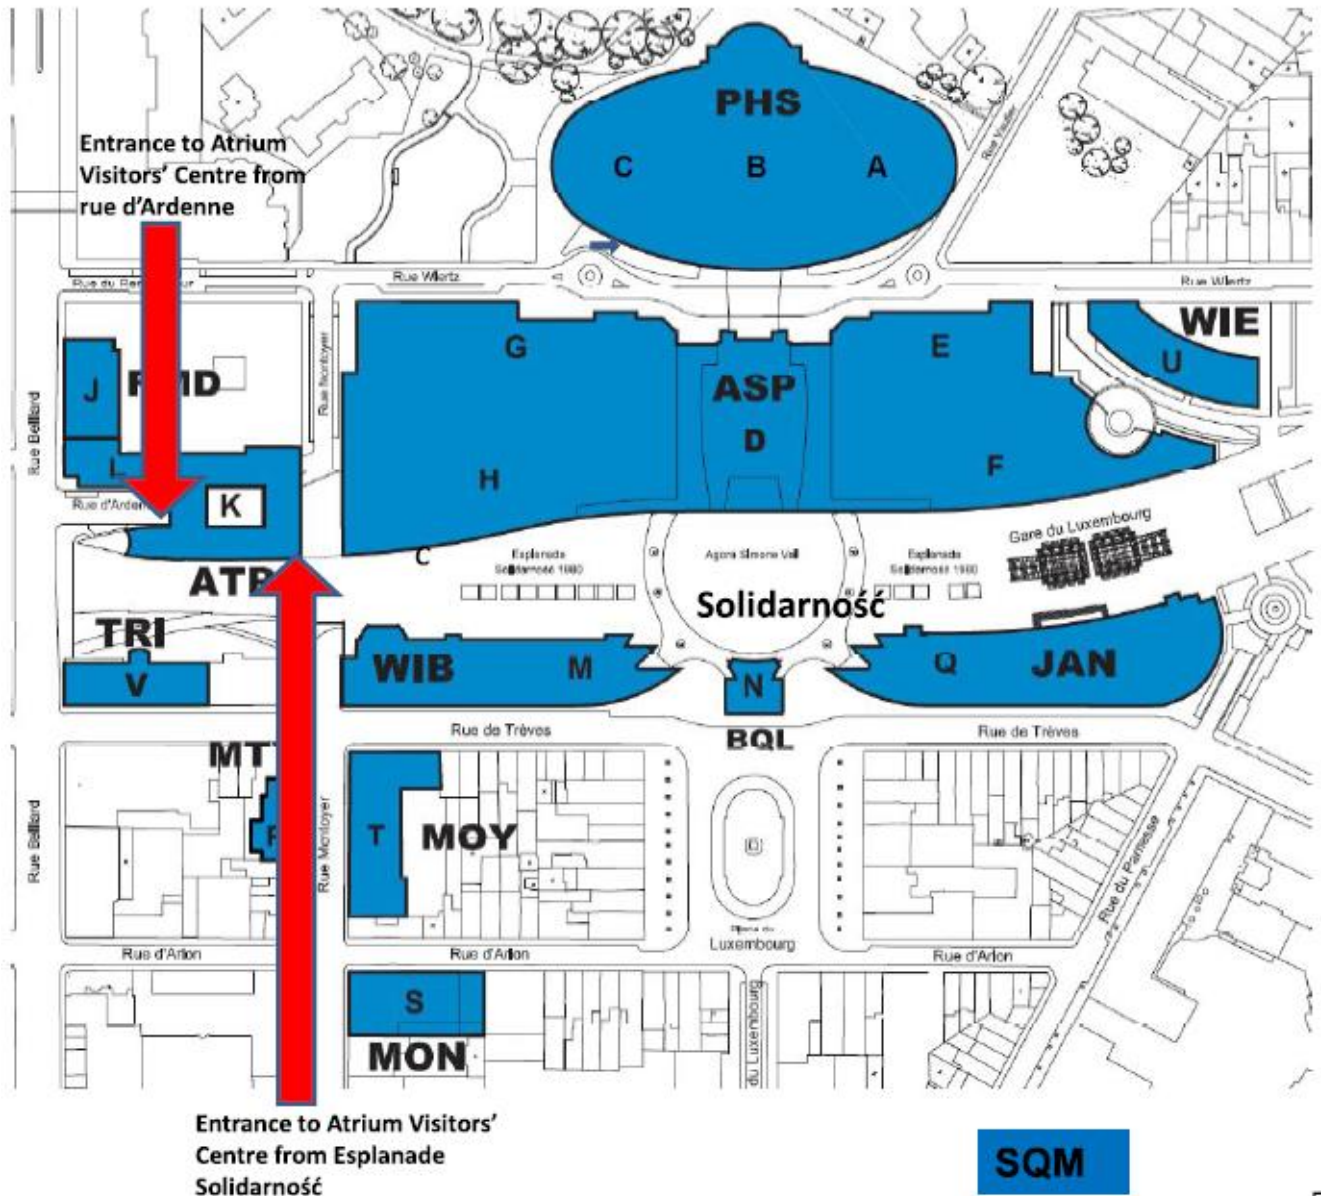 PHS
C
B
A
Rue Vautier
Entrance to Atrium
Visitors' Centre from
rue d'Ardenne
Rue Wiertz
Rue Wiertz
J
Rue Belliard
Rue Montoyer
G
ASP
D
E
WIE
U
L
K
H
F
C
ATR
Esplanade
Solidarność 1980
Agora Simone Veil
Esplanade
Solidarność 1980
Gare du Luxembourg
Solidarność
TRI
V
WIB
M
N
Q
JAN
Rue de Trèves
BQL
Rue de Trèves
Rue Belliard
Rue Montoyer
T
MOY
Rue du Parnasse
Luxembourg
Rue d'Arlon
Rue d'Arlon
Rue d'Arlon
S
MON
du Luxembourg
Entrance to Atrium Visitors'
Centre from Esplanade
Solidarność
SQM